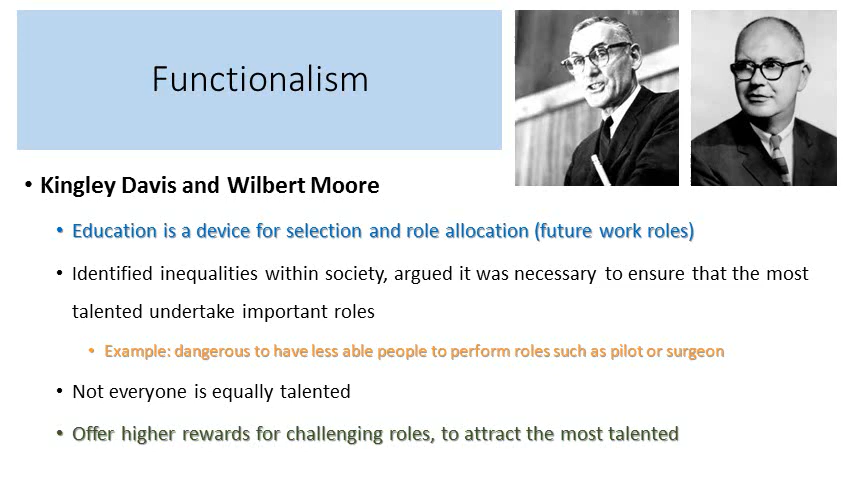 Functionalism
• Kingley Davis and Wilbert Moore
• Education is a device for selection and role allocation (future work roles)
• Identified inequalities within society, argued it was necessary to ensure that the most
talented undertake important roles
• Example: dangerous to have less able people to perform roles such as pilot or surgeon
• Not everyone is equally talented
• Offer higher rewards for challenging roles, to attract the most talented